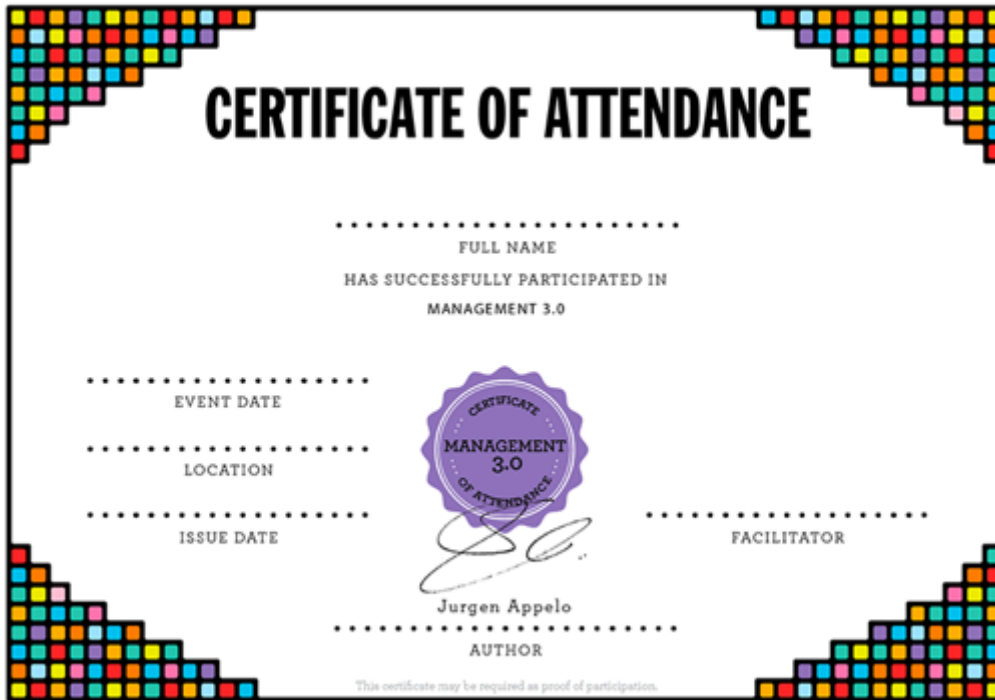 CERTIFICATE OF ATTENDANCE
FULL NAME
HAS SUCCESSFULLY PARTICIPATED IN
MANAGEMENT 3.0
EVENT DATE
LOCATION
ISSUE DATE
CERTIFICATE
MANAGEMENT
3.0
OF ATTENDANCE
FACILITATOR
Jurgen Appelo
AUTHOR
This certificate may be required as proof of participation.